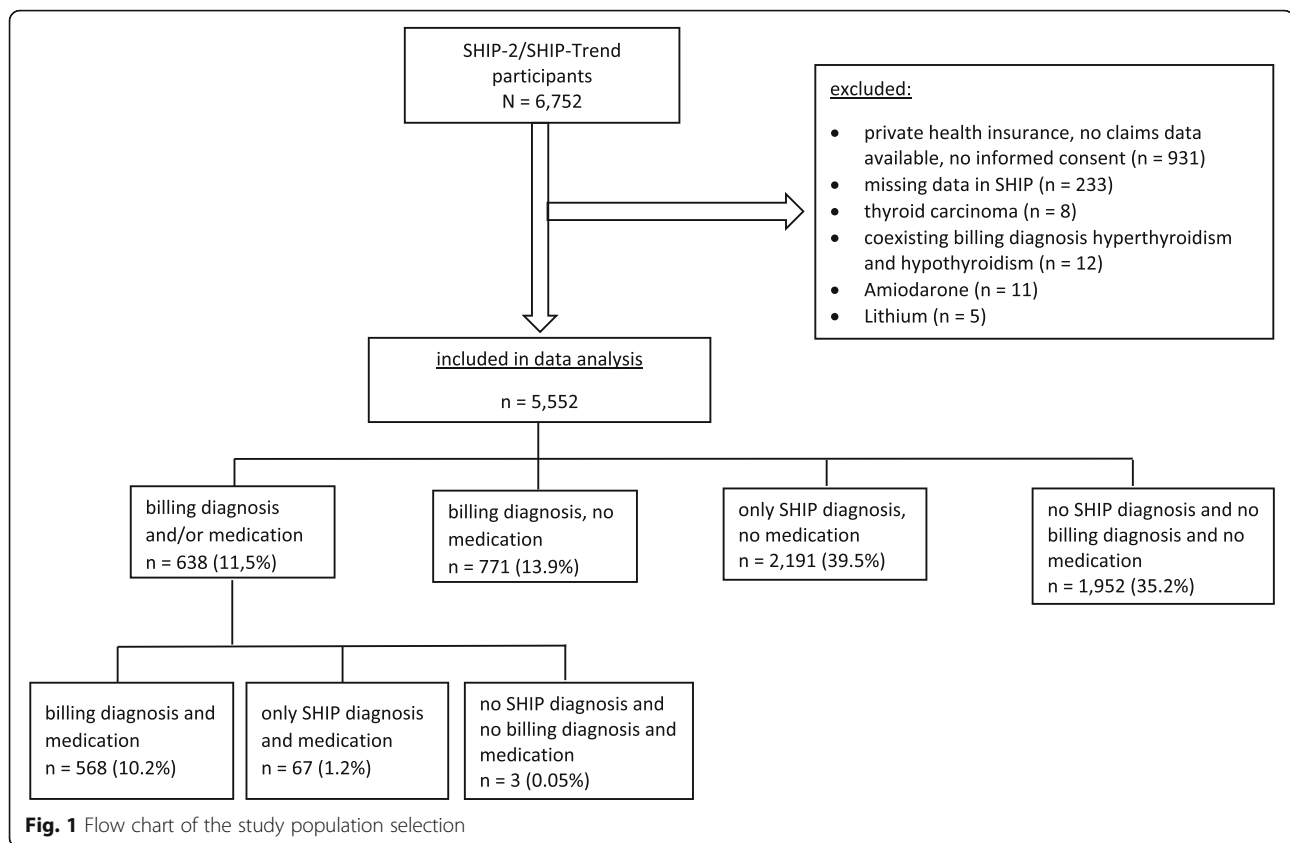 SHIP-2/SHIP-Trend
participants
N = 6,752
excluded:
• private health insurance, no claims data
available, no informed consent (n = 931)
• missing data in SHIP (n = 233)
• thyroid carcinoma (n = 8)
• coexisting billing diagnosis hyperthyroidism
and hypothyroidism (n = 12)
• Amiodarone (n = 11)
• Lithium (n = 5)
included in data analysis
n = 5,552
billing diagnosis
and/or medication
n = 638 (11,5%)
billing diagnosis, no
medication
n = 771 (13.9%)
only SHIP diagnosis,
no medication
n = 2,191 (39.5%)
no SHIP diagnosis and no
billing diagnosis and no
medication
n = 1,952 (35.2%)
billing diagnosis and
medication
n = 568 (10.2%)
only SHIP diagnosis
and medication
n = 67 (1.2%)
no SHIP diagnosis and
no billing diagnosis and
medication
n = 3 (0.05%)
Fig. 1 Flow chart of the study population selection